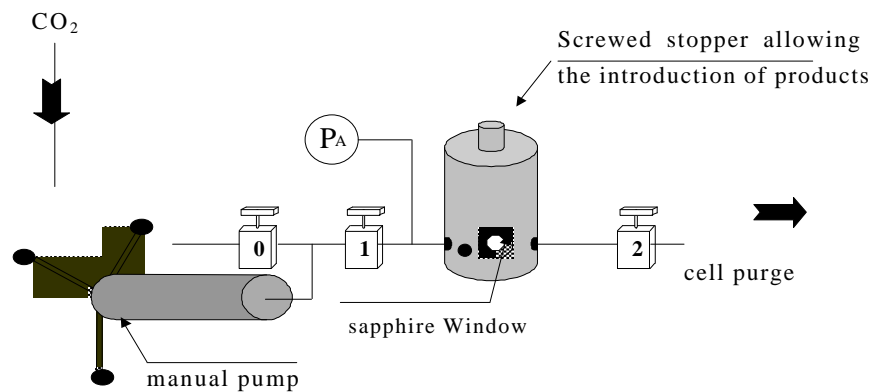 CO2
Screwed stopper allowing
the introduction of products
PA
0
1
2
cell purge
sapphire Window
manual pump